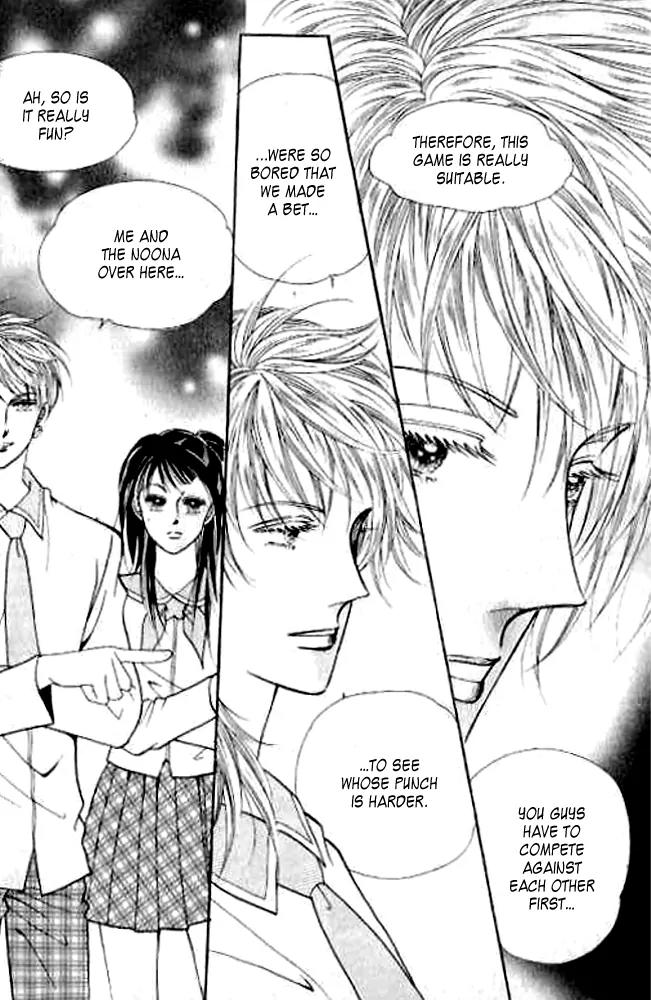 AH, SO IS
IT REALLY
FUN?
ME AND
THE NOONA
OVER HERE...
...WERE SO
BORED THAT
WE MADE
A BET...
...TO SEE
WHOSE PUNCH
IS HARDER.
THEREFORE, THIS
GAME IS REALLY
SUITABLE.
YOU GUYS
HAVE TO
COMPETE
AGAINST
EACH OTHER
FIRST...